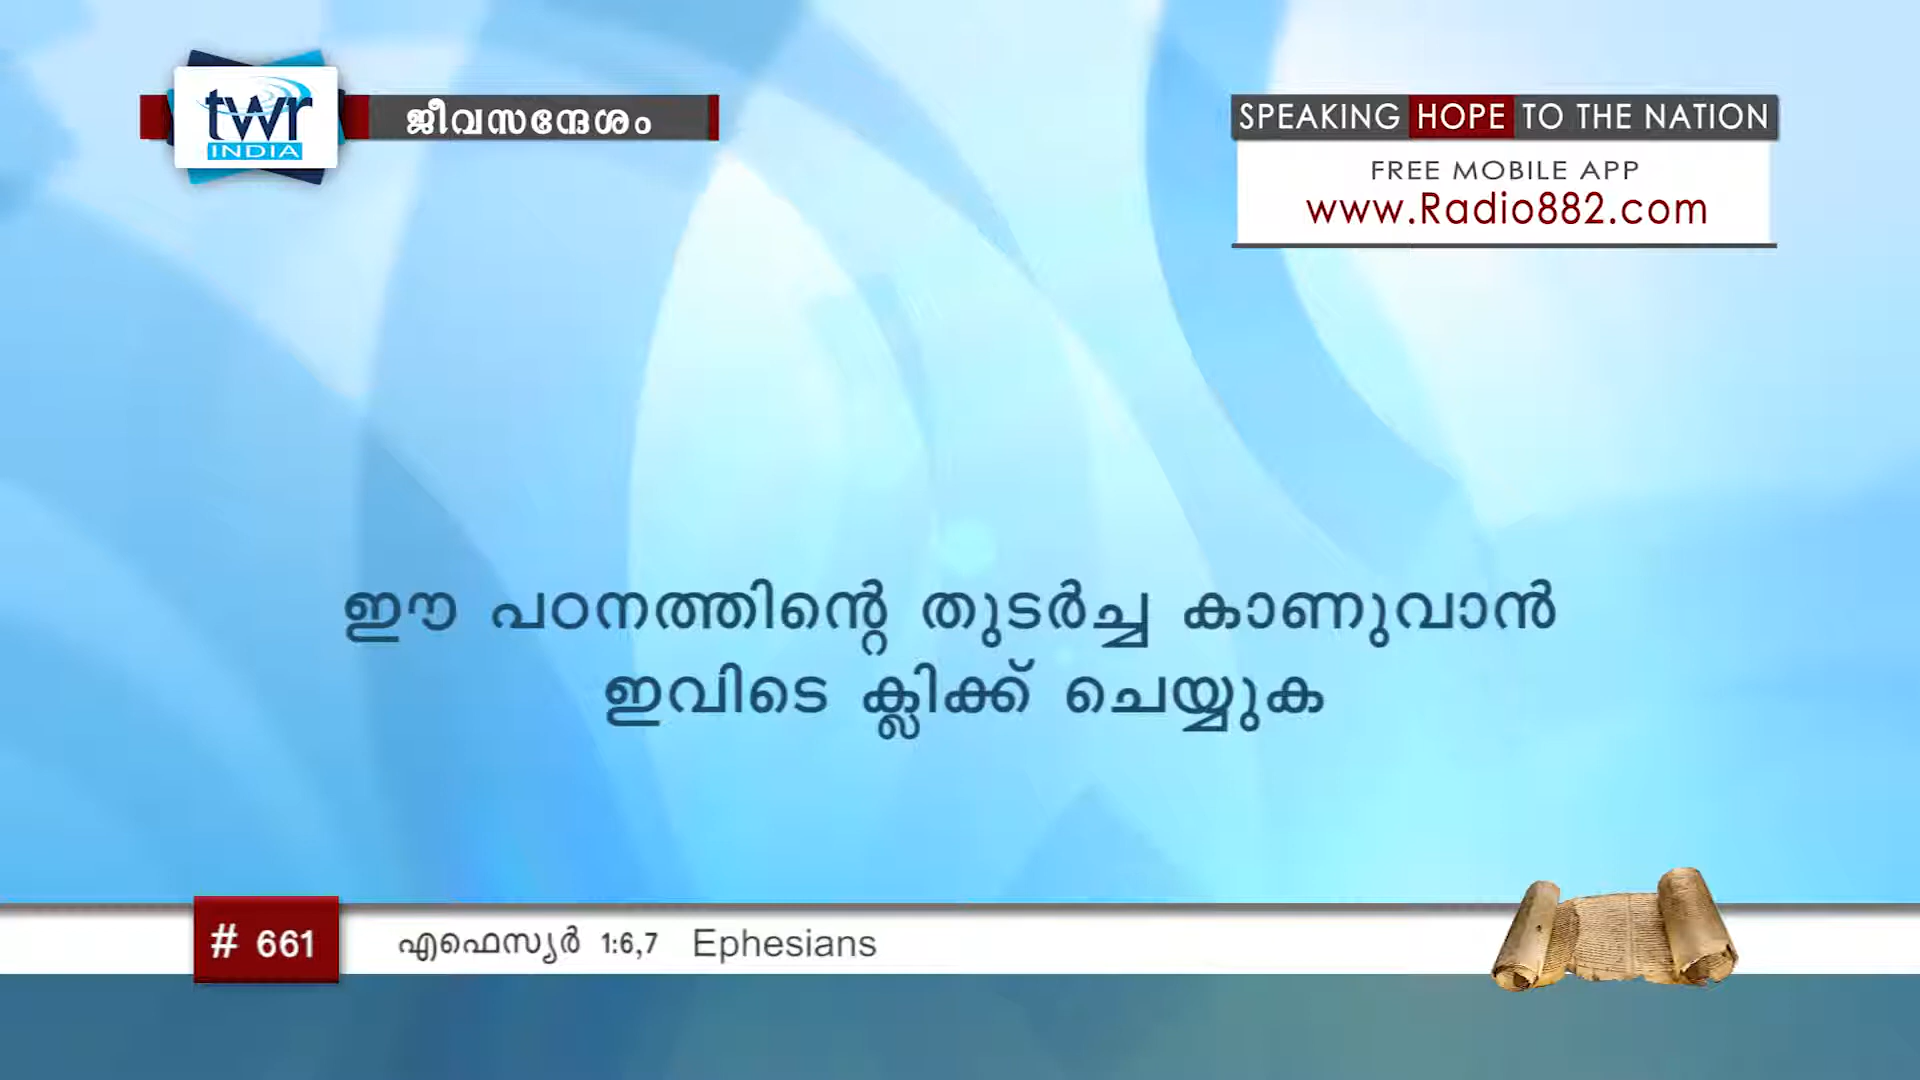 twr
INDIA
ജീവസന്ദേശം
SPEAKING HOPE TO THE NATION
FREE MOBILE APP
www.Radio882.com
ഈ പഠനത്തിന്റെ തുടർച്ച കാണുവാൻ
ഇവിടെ ക്ലിക്ക് ചെയ്യുക
# 661
എഫെസ്യർ 1:6,7 Ephesians